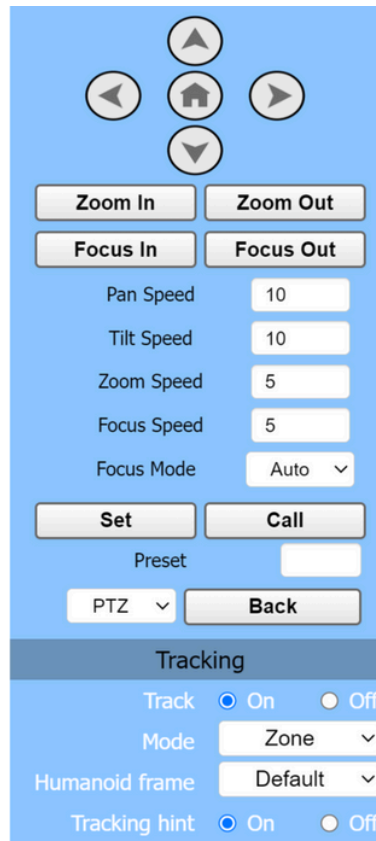 Zoom In Zoom Out
Focus In Focus Out
Pan Speed 10
Tilt Speed 10
Zoom Speed 5
Focus Speed 5
Focus Mode Auto
Set Call
Preset
PTZ Back
Tracking
Track On Off
Mode Zone
Humanoid frame Default
Tracking hint On Off